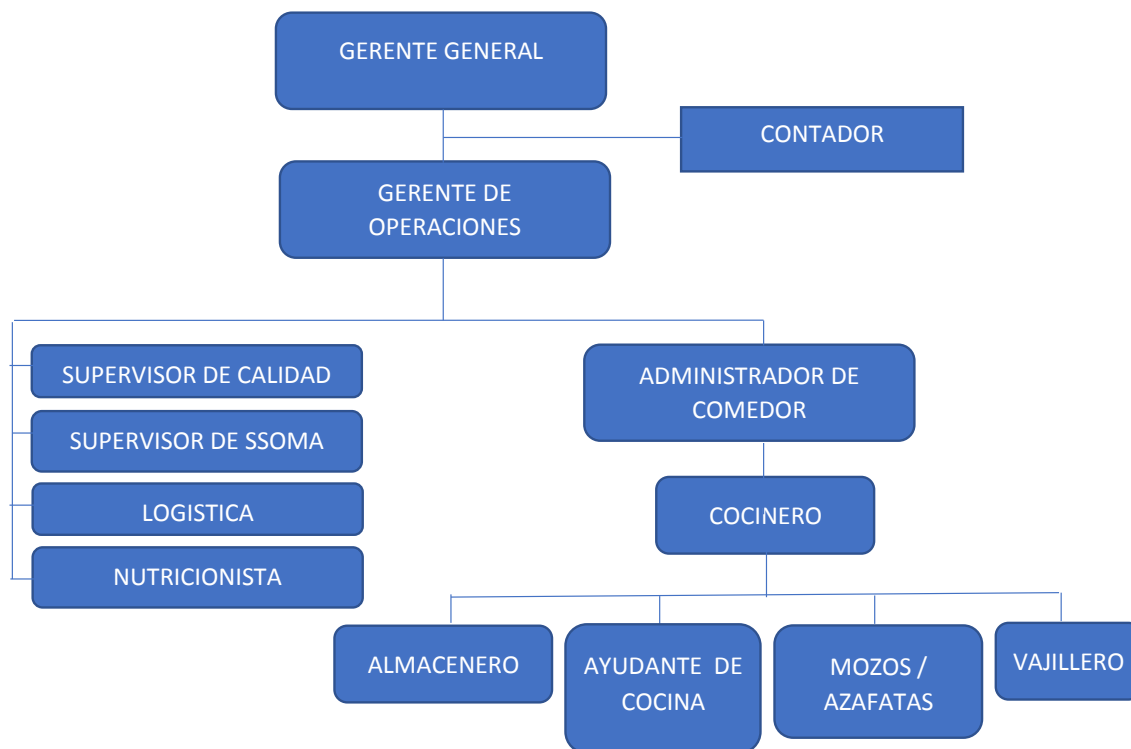 GERENTE GENERAL
CONTADOR
GERENTE DE
OPERACIONES
SUPERVISOR DE CALIDAD
SUPERVISOR DE SSOMA
LOGISTICA
NUTRICIONISTA
ADMINISTRADOR DE
COMEDOR
COCINERO
ALMACENERO
AYUDANTE DE
COCINA
MOZOS /
AZAFATAS
VAJILLERO